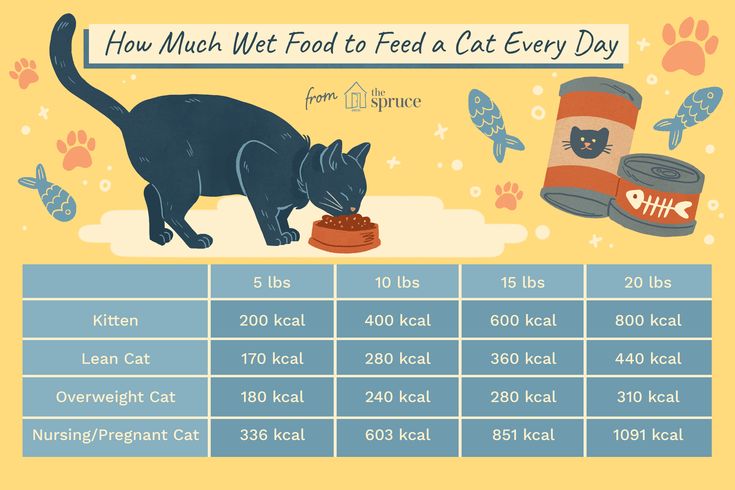 How Much Wet Food to Feed a Cat Every Day
from the spruce
5 lbs 10 lbs 15 lbs 20 lbs
Kitten 200 kcal 400 kcal 600 kcal 800 kcal
Lean Cat 170 kcal 280 kcal 360 kcal 440 kcal
Overweight Cat 180 kcal 240 kcal 280 kcal 310 kcal
Nursing/Pregnant Cat 336 kcal 603 kcal 851 kcal 1091 kcal